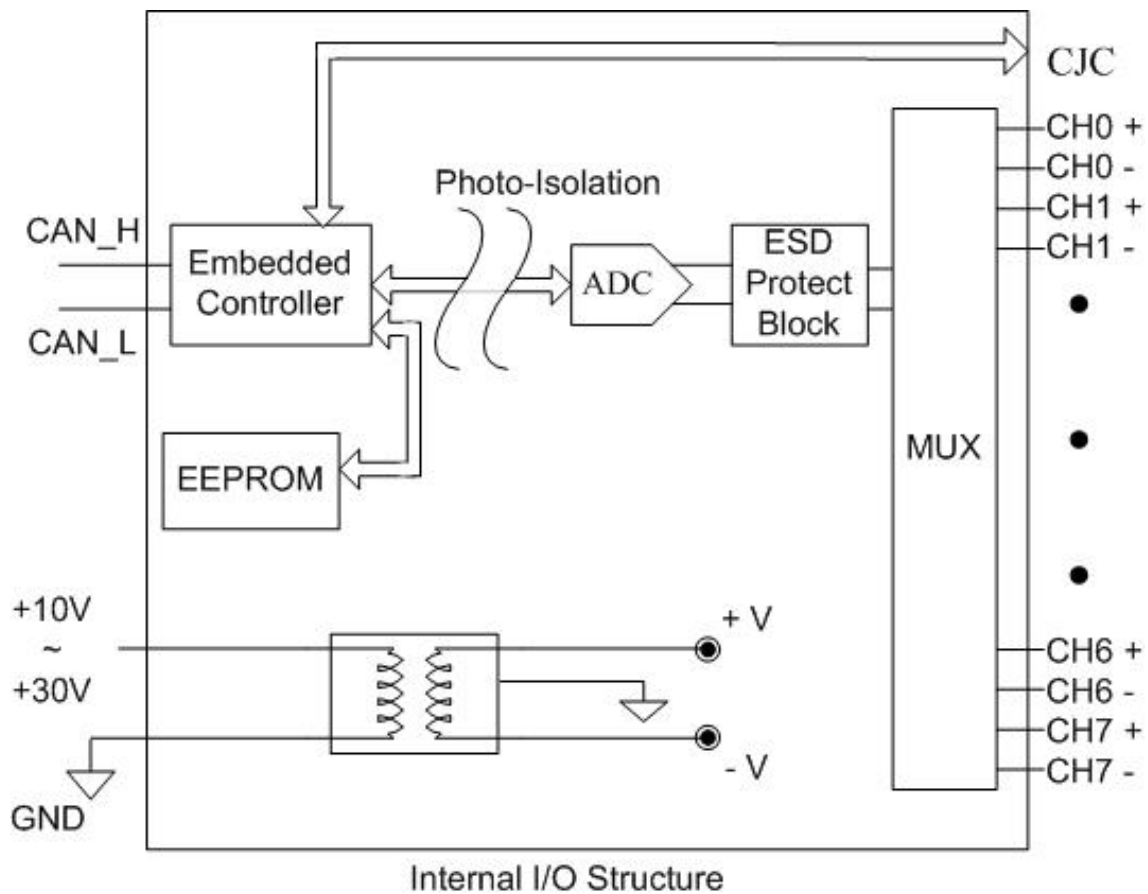 CJC
CH0 +
CH0 -
CH1 +
CH1 -
Photo-Isolation
CAN_H
CAN_L
Embedded
Controller
ADC
ESD
Protect
Block
MUX
EEPROM
+10V
~
+30V
GND
+ V
- V
CH6 +
CH6 -
CH7 +
CH7 -
Internal I/O Structure